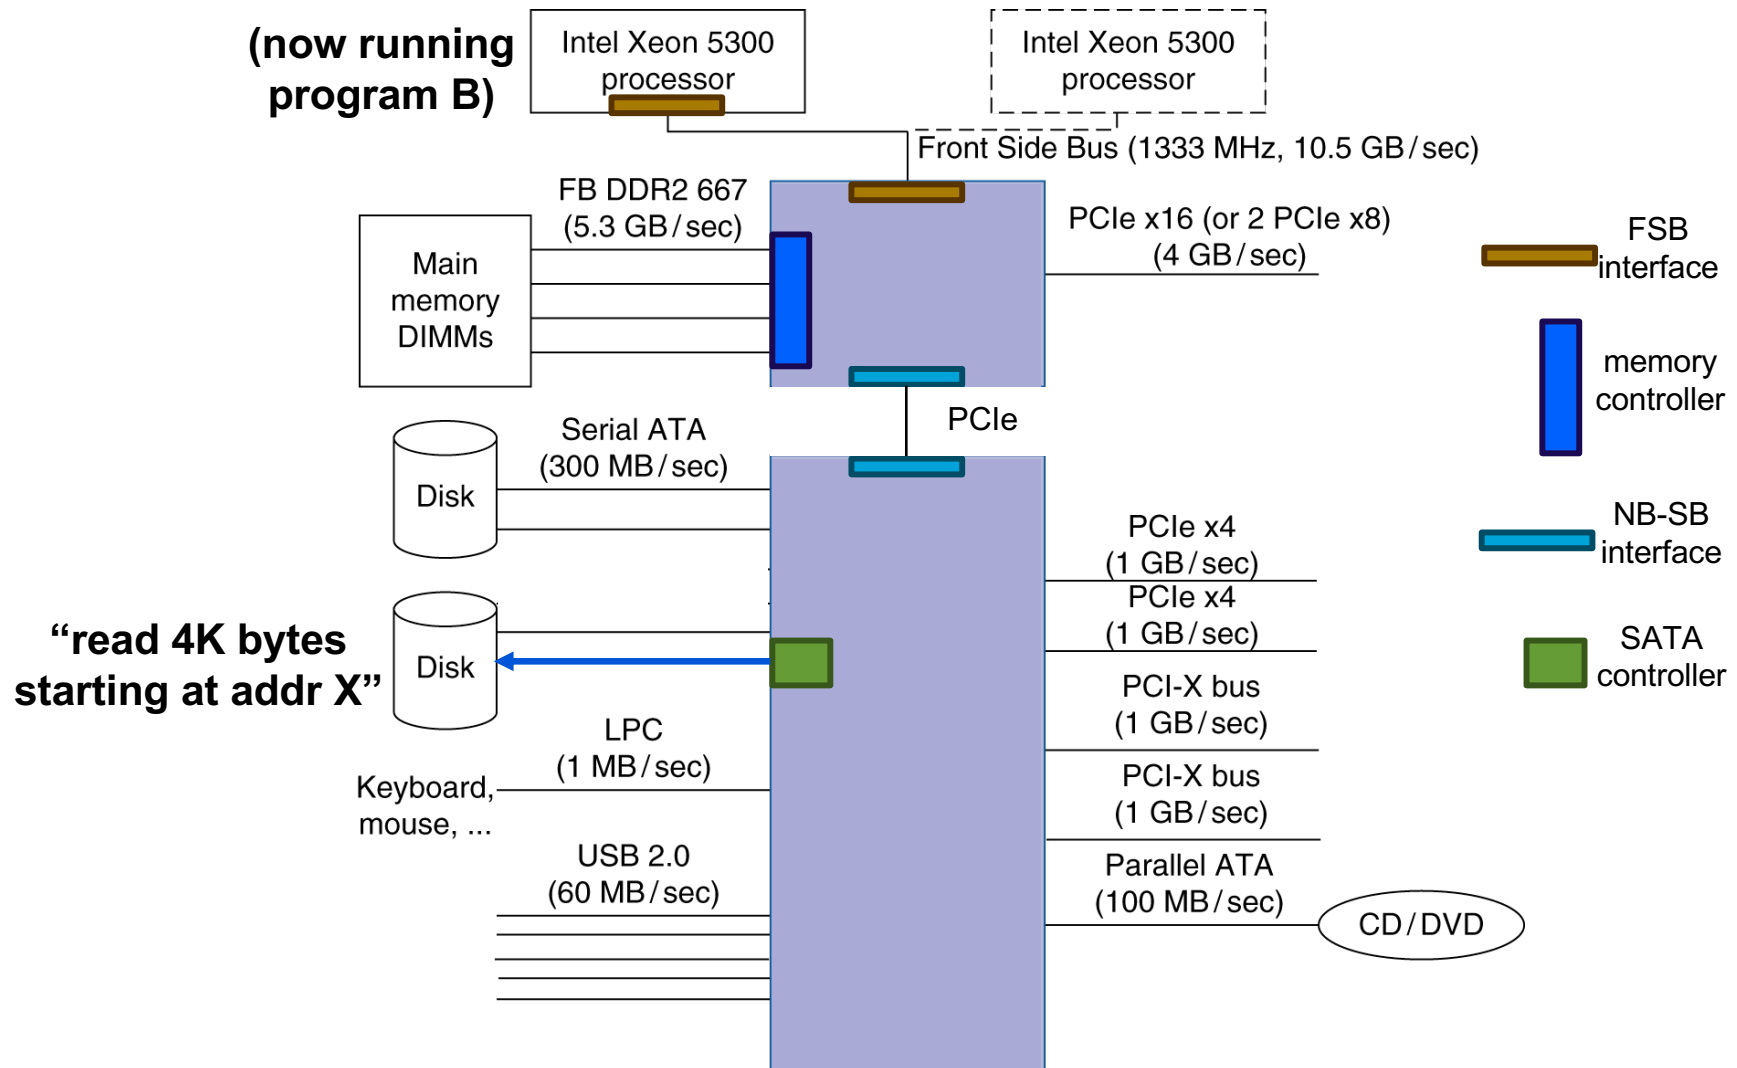 (now running
program B)
Intel Xeon 5300
processor
Intel Xeon 5300
processor
Front Side Bus (1333 MHz, 10.5 GB/sec)
FB DDR2 667
(5.3 GB/sec)
Main
memory
DIMMs
PCIe x16 (or 2 PCIe x8)
(4 GB/sec)
FSB
interface
memory
controller
PCIe
Serial ATA
(300 MB/sec)
Disk
PCIe x4
(1 GB/sec)
NB-SB
interface
PCIe x4
(1 GB/sec)
“read 4K bytes
starting at addr X”
Disk
SATA
controller
PCI-X bus
(1 GB/sec)
LPC
(1 MB/sec)
Keyboard,
mouse, ...
PCI-X bus
(1 GB/sec)
USB 2.0
(60 MB/sec)
Parallel ATA
(100 MB/sec)
CD/DVD